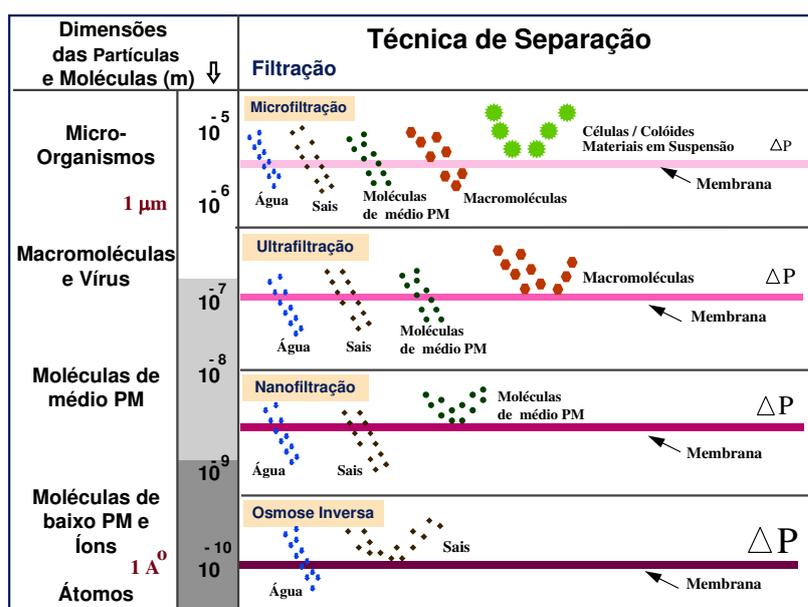 Dimensões
das Partículas
e Moléculas (m)
Técnica de Separação
Filtração
Micro-
Organismos
1 µm
10 -5
10 -6
Microfiltração
Água
Sais
Moléculas
de médio PM
Macromoléculas
Células / Colóides
Materiais em Suspensão
ΔP
Membrana
Macromoléculas
e Vírus
10 -7
Ultrafiltração
Água
Sais
Moléculas
de médio PM
Macromoléculas
ΔP
Membrana
Moléculas de
médio PM
10 -8
10 -9
Nanofiltração
Água
Sais
Moléculas
de médio PM
ΔP
Membrana
Moléculas de
baixo PM e
Íons
1 Aº
Átomos
10 -10
Osmose Inversa
Água
Sais
ΔP
Membrana